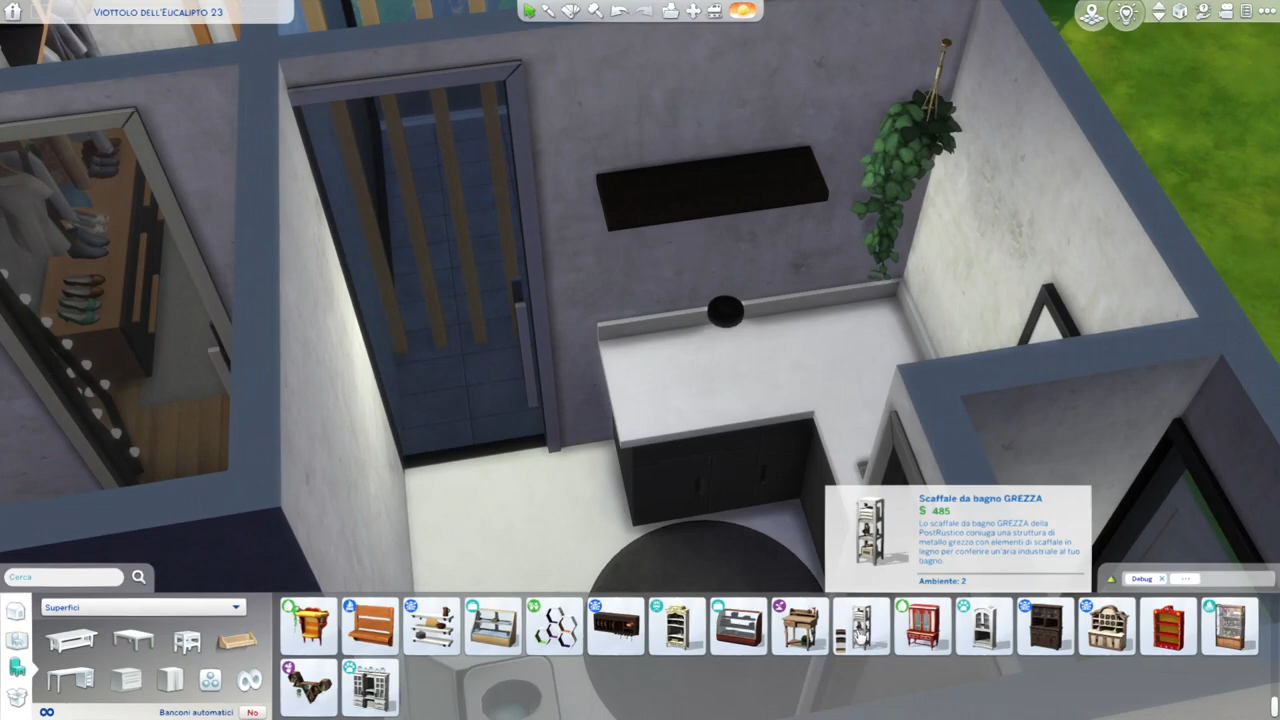 VIOTTOLO DELL'EUCALIPTO 23
Scaffale da bagno GREZZA
§ 485
Lo scaffale da bagno GREZZA della
PostRustico coniuga una struttura di
metallo grezzo con elementi di scaffale in
legno per conferire un'aria industriale al tuo
bagno.
Ambiente: 2
Cerca
Debug
Superfici
Banconi automatici
No